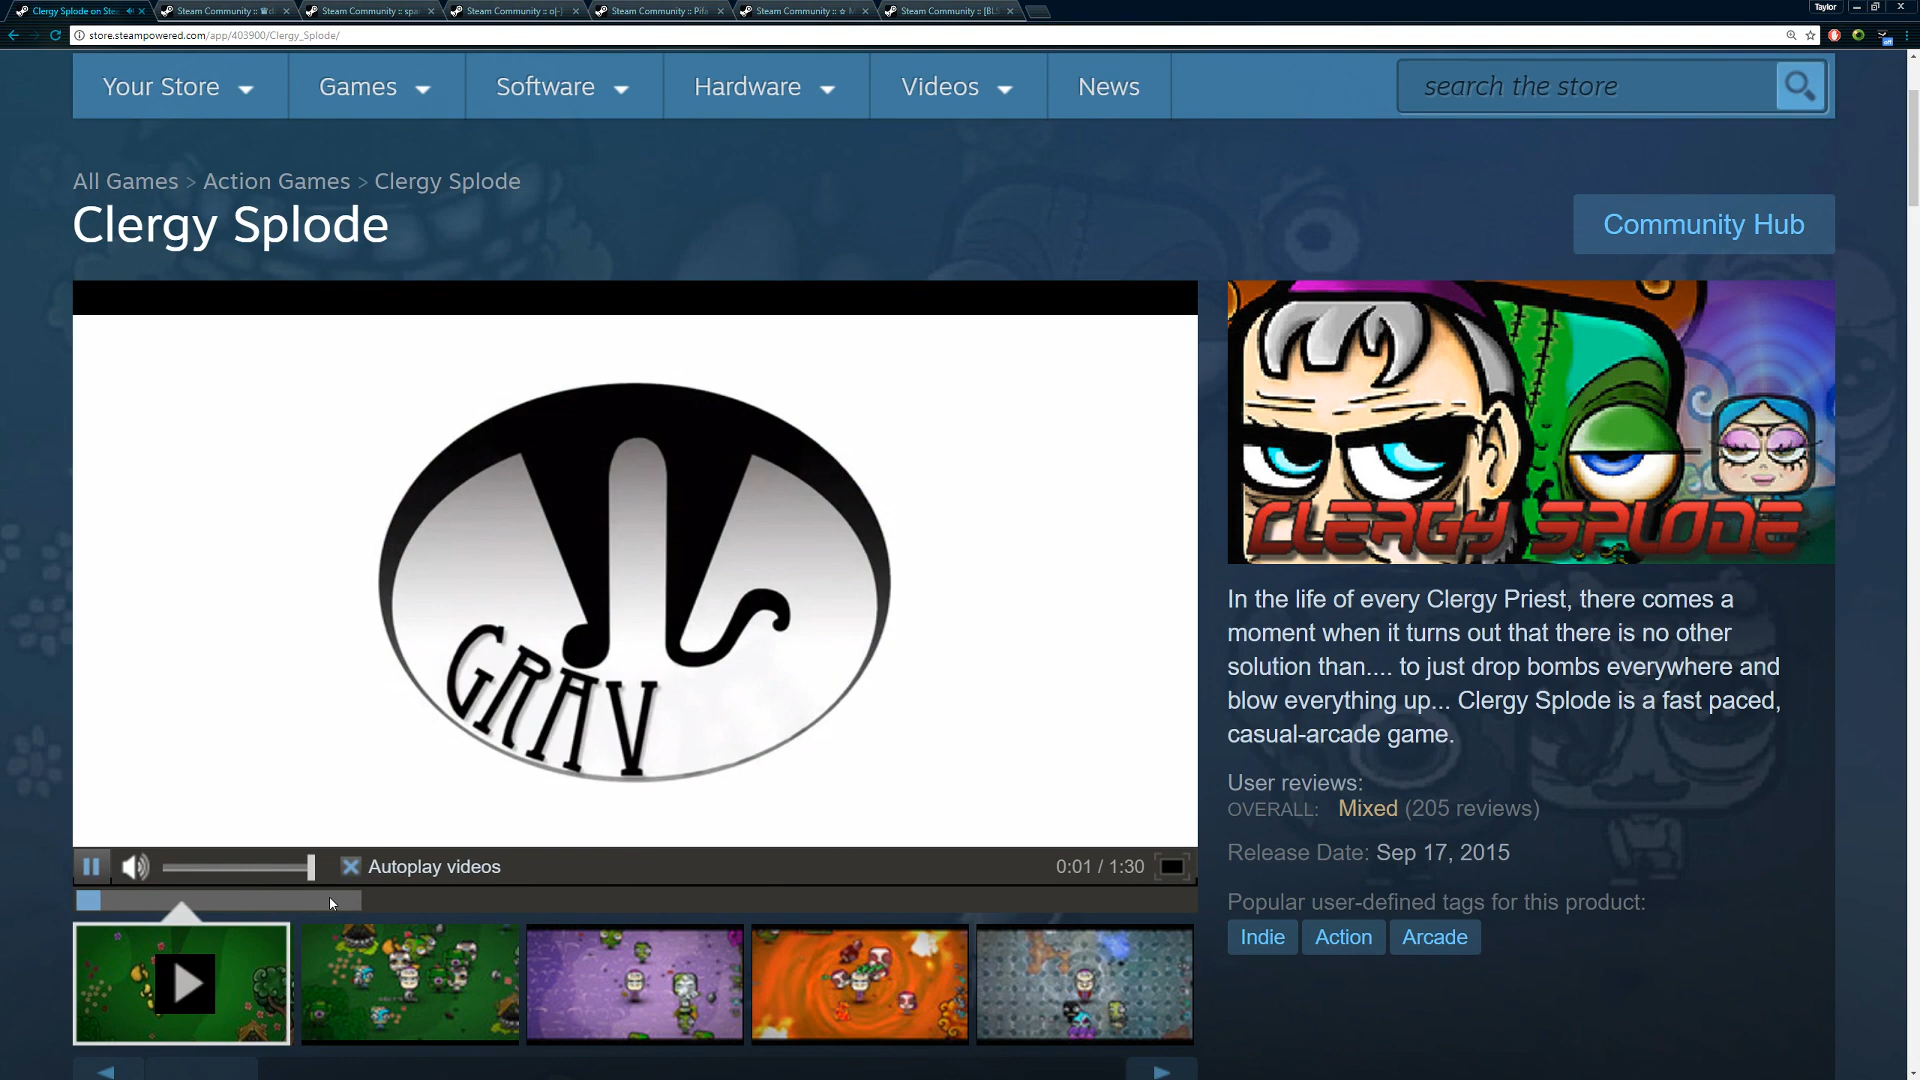 Clergy Splode on Ste
Steam Community ::
Steam Community :: spa
Steam Community :: o|-]
Steam Community :: Pifa
Steam Community ::
Steam Community :: [BL
Taylor
store.steampowered.com/app/403900/Clergy_Splode/
off
Your Store
Games
Software
Hardware
Videos
News
search the store
All Games > Action Games > Clergy Splode
Clergy Splode
Community Hub
GRAV
CLERGY SPLODE
In the life of every Clergy Priest, there comes a
moment when it turns out that there is no other
solution than.... to just drop bombs everywhere and
blow everything up... Clergy Splode is a fast paced,
casual-arcade game.
User reviews:
OVERALL: Mixed (205 reviews)
Release Date: Sep 17, 2015
Popular user-defined tags for this product:
Indie
Action
Arcade
Autoplay videos
0:01 / 1:30